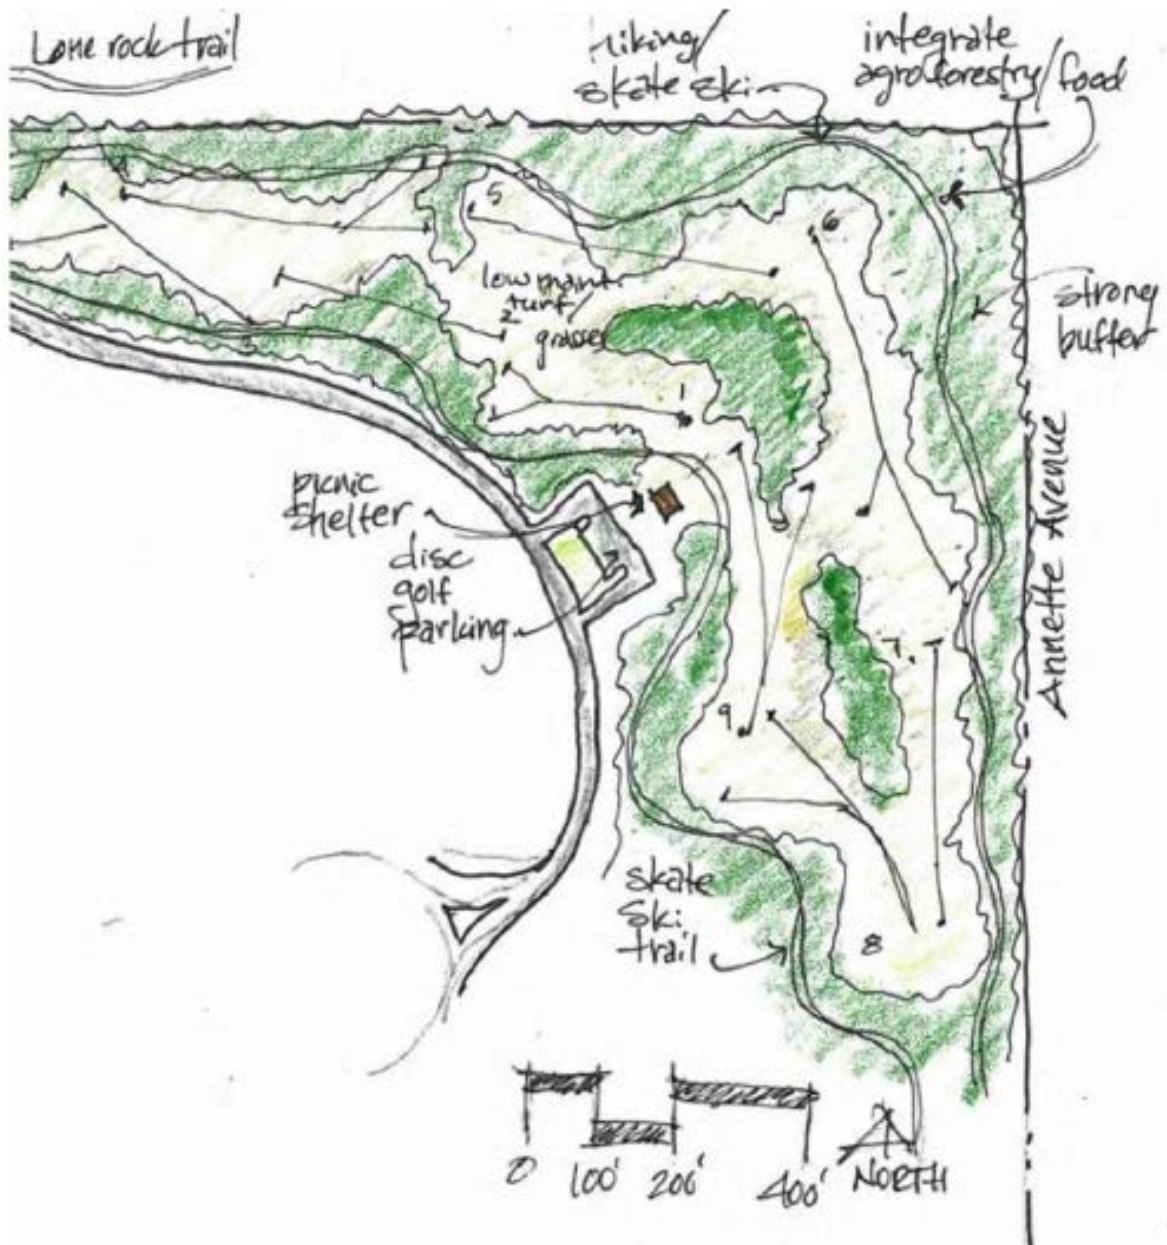 Lone rock trail
hiking/
skate ski
integrate
agroforestry/food
5
6
low maint.
turf/
2
grasses
strong
buffer
1
3
picnic
shelter
disc
golf
parking
Annette Avenue
7
9
skate
ski
trail
8
0 100' 200' 400' NORTH